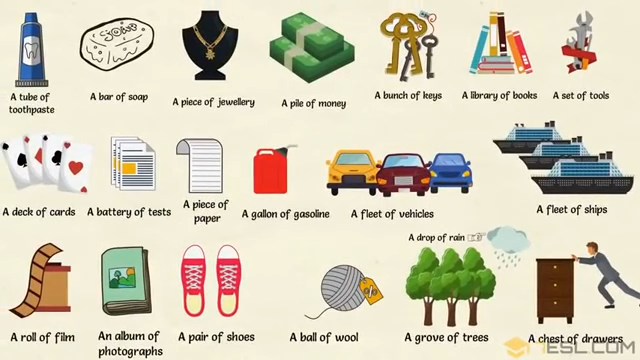 A tube of
toothpaste
A bar of soap
A piece of jewellery
A pile of money
A bunch of keys
A library of books
A set of tools
A deck of cards
A battery of tests
A piece of
paper
A gallon of gasoline
A fleet of vehicles
A fleet of ships
A drop of rain
A roll of film
An album of
photographs
A pair of shoes
A ball of wool
A grove of trees
A chest of drawers
7ESL.COM